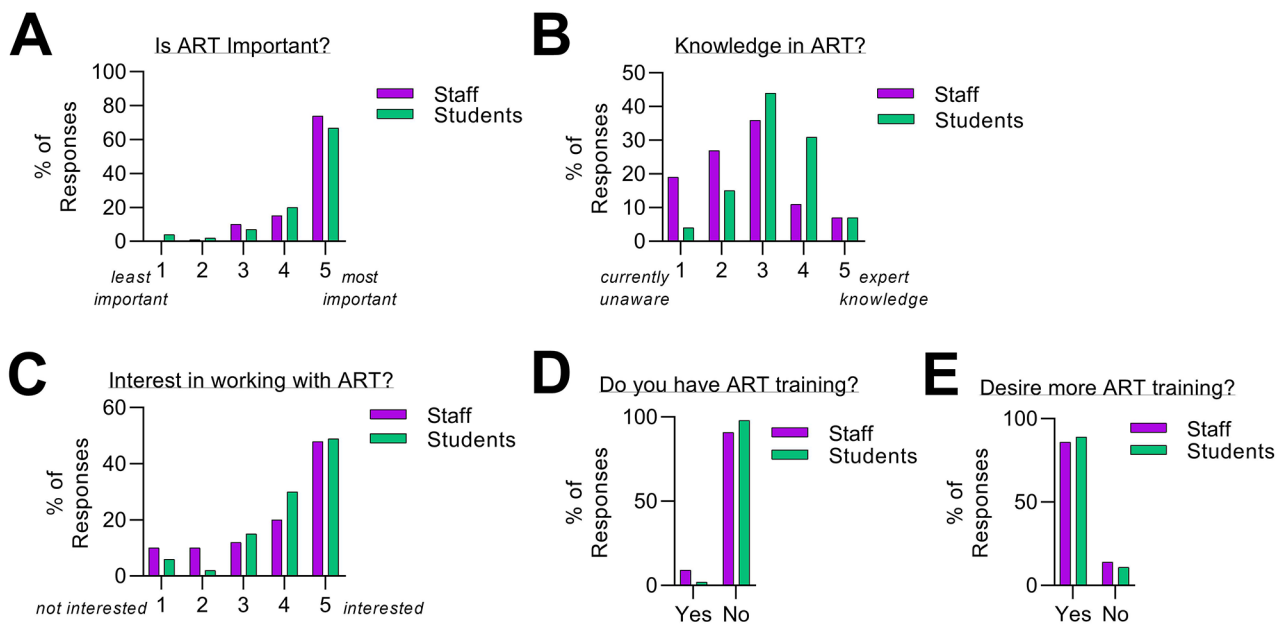 A
Is ART Important?
100
80
60
40
20
0
% of
Responses
1 2 3 4 5
least
important
most
important
Staff
Students
B
Knowledge in ART?
50
40
30
20
10
0
% of
Responses
1 2 3 4 5
currently
unaware
expert
knowledge
Staff
Students
C
Interest in working with ART?
60
40
20
0
% of
Responses
not interested 1 2 3 4 5 interested
Staff
Students
D
Do you have ART training?
100
50
0
% of
Responses
Yes No
Staff
Students
E
Desire more ART training?
100
50
0
% of
Responses
Yes No
Staff
Students